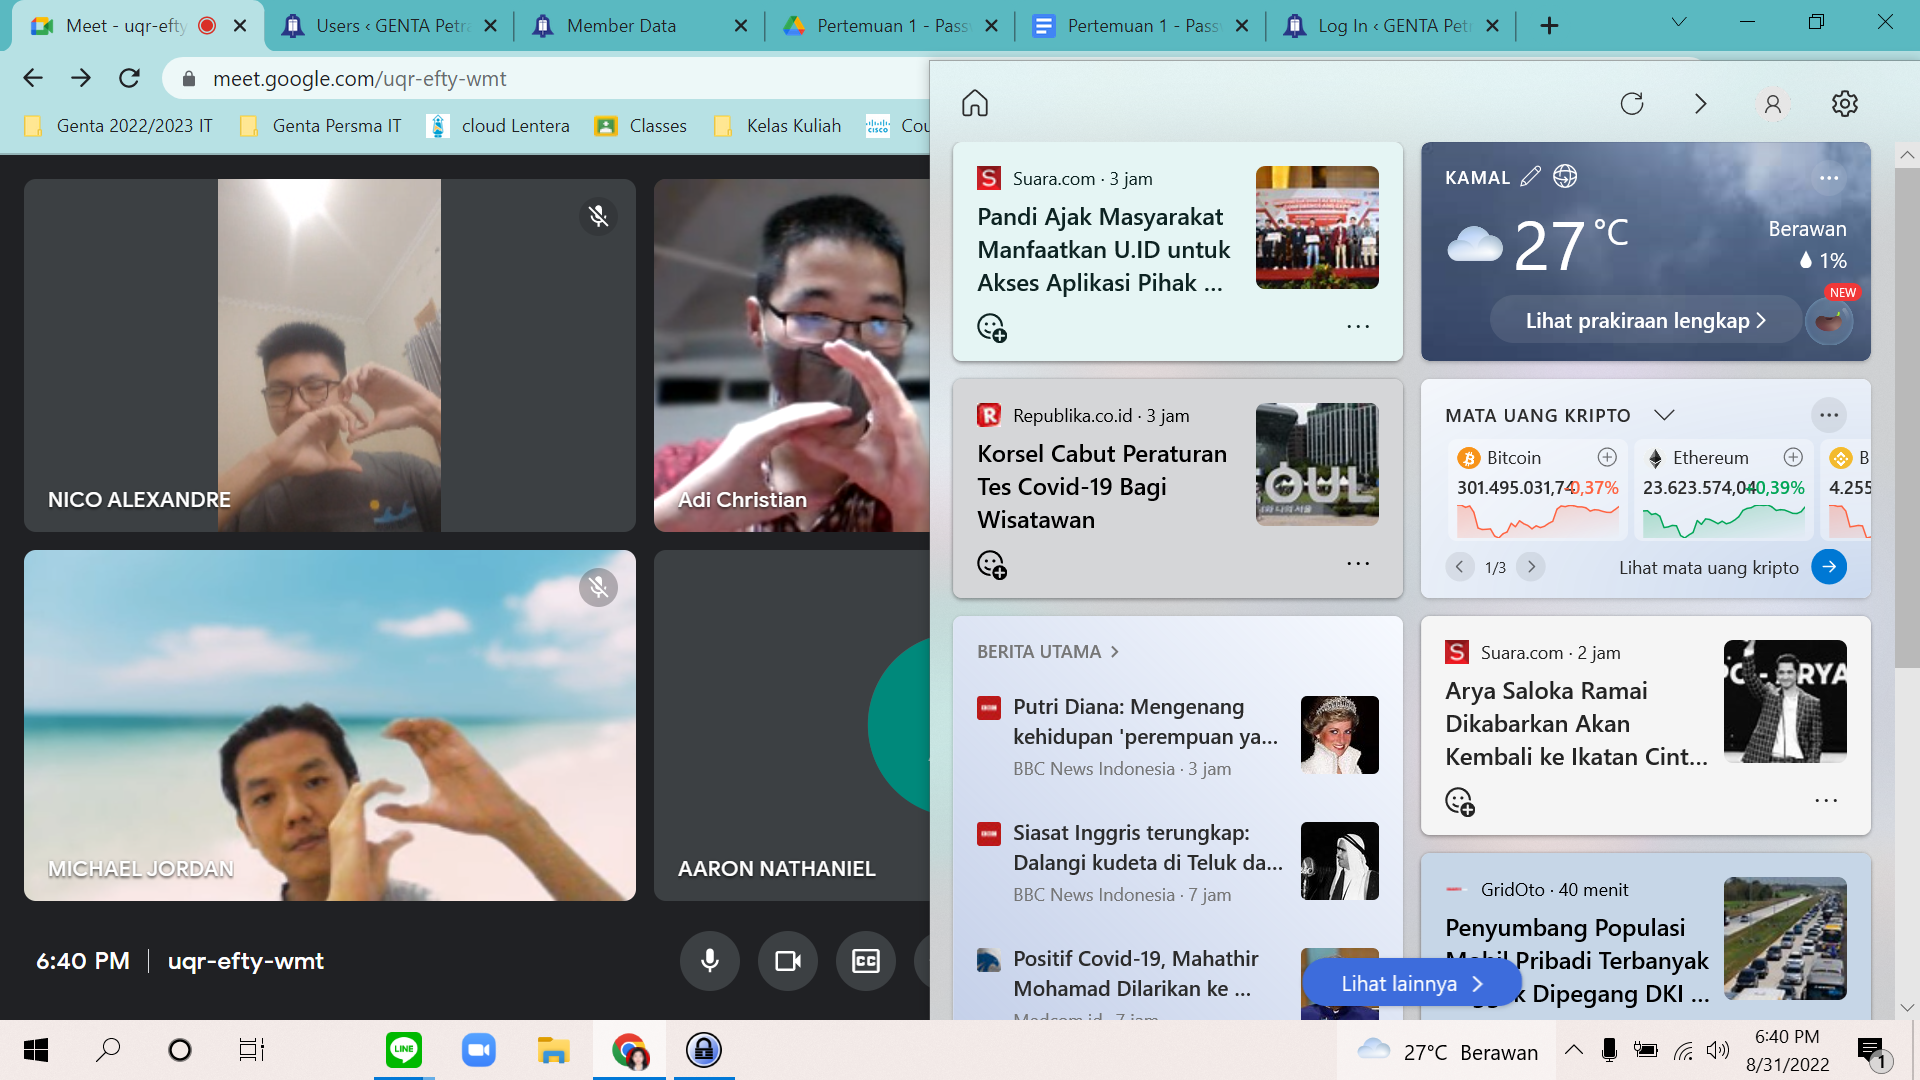 Meet - uqr-efty
Users ‹ GENTA Petra
Member Data
Pertemuan 1 - Pass
Pertemuan 1 - Pass
Log In ‹ GENTA Pet
meet.google.com/uqr-efty-wmt
Genta 2022/2023 IT
Genta Persma IT
cloud Lentera
Classes
Kelas Kuliah
CISCO
Cou
NICO ALEXANDRE
Adi Christian
MICHAEL JORDAN
AARON NATHANIEL
6:40 PM
uqr-efty-wmt
CC
S
Suara.com · 3 jam
Pandi Ajak Masyarakat
Manfaatkan U.ID untuk
Akses Aplikasi Pihak ...
KAMAL
27 °C
Berawan
1%
Lihat prakiraan lengkap
NEW
R
Republika.co.id · 3 jam
Korsel Cabut Peraturan
Tes Covid-19 Bagi
Wisatawan
OUL
MATA UANG KRIPTO
Bitcoin
301.495.031,74
0,37%
Ethereum
23.623.574,04
+0,39%
B
4.255
1/3
Lihat mata uang kripto
BERITA UTAMA
Putri Diana: Mengenang
kehidupan 'perempuan ya...
BBC News Indonesia · 3 jam
Siasat Inggris terungkap:
Dalangi kudeta di Teluk da...
BBC News Indonesia · 7 jam
Positif Covid-19, Mahathir
Mohamad Dilarikan ke ...
Medcom.id · 7 jam
S
Suara.com · 2 jam
Arya Saloka Ramai
Dikabarkan Akan
Kembali ke Ikatan Cint...
GridOto · 40 menit
Penyumbang Populasi
Mobil Pribadi Terbanyak
Dipegang DKI ...
Lihat lainnya
LINE
27°C Berawan
6:40 PM
8/31/2022
1